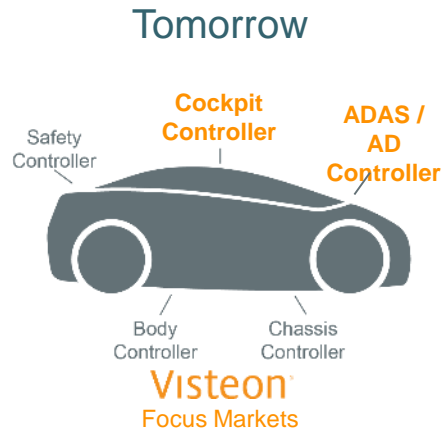 Tomorrow
Cockpit
Controller
ADAS /
AD
Controller
Safety
Controller
Body
Controller
Chassis
Controller
Visteon
Focus Markets